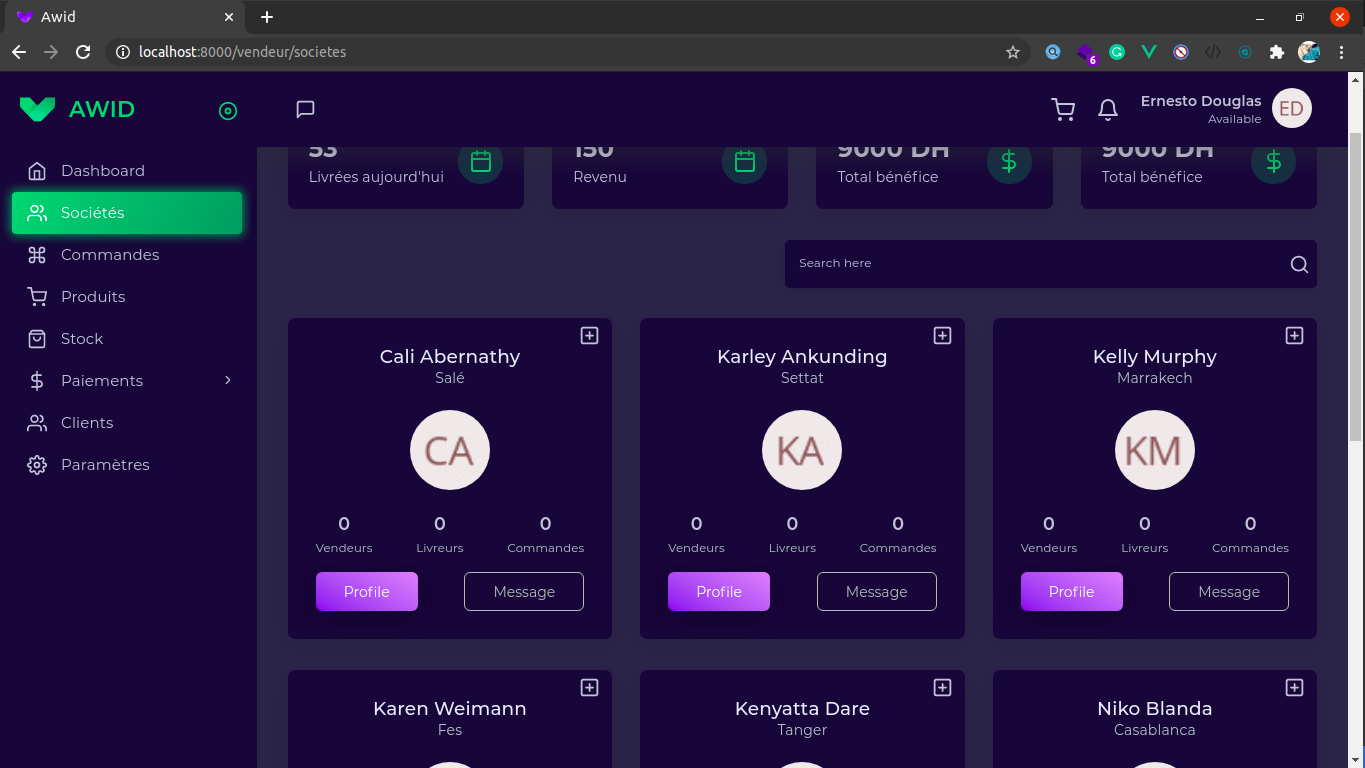 Awid
localhost:8000/vendeur/societes
6
AWID
Ernesto Douglas
Available
ED
Dashboard
Sociétés
Commandes
Produits
Stock
Paiements
Clients
Paramètres
53
Livrées aujourd'hui
150
Revenu
9000 DH
Total bénéfice
9000 DH
Total bénéfice
Search here
Cali Abernathy
Salé
CA
0 0 0
Vendeurs Livreurs Commandes
Profile Message
Karley Ankunding
Settat
KA
0 0 0
Vendeurs Livreurs Commandes
Profile Message
Kelly Murphy
Marrakech
KM
0 0 0
Vendeurs Livreurs Commandes
Profile Message
Karen Weimann
Fes
Kenyatta Dare
Tanger
Niko Blanda
Casablanca